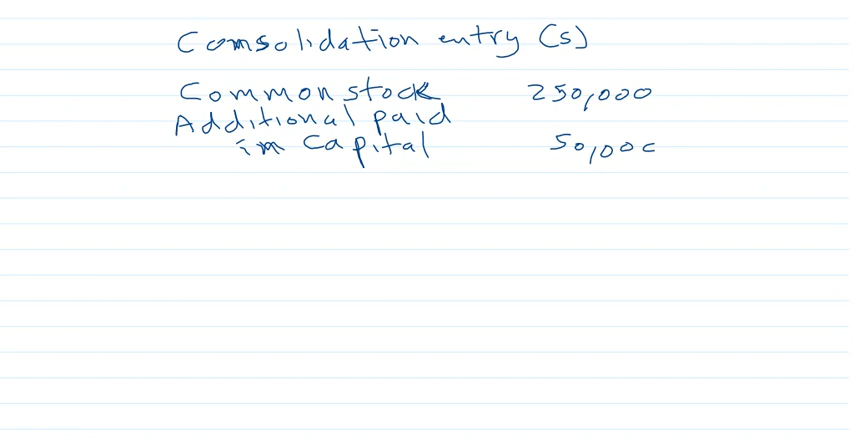 Consolidation entry (s)
Common stock 250,000
Additional paid
in capital 50,000